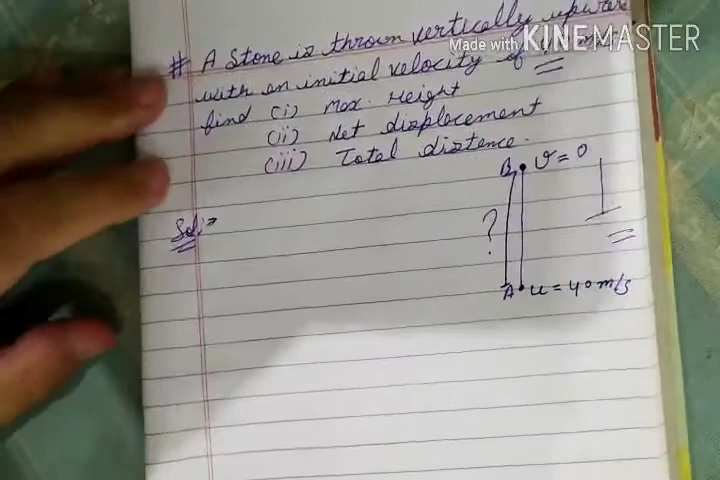 # A Stone is thrown vertically upward
with an initial velocity of
find (i) Max. Height
(ii) Net displacement
(iii) Total distance.
Made with KINEMASTER
B v = 0
Sol:-
?
A u = 40 m/s